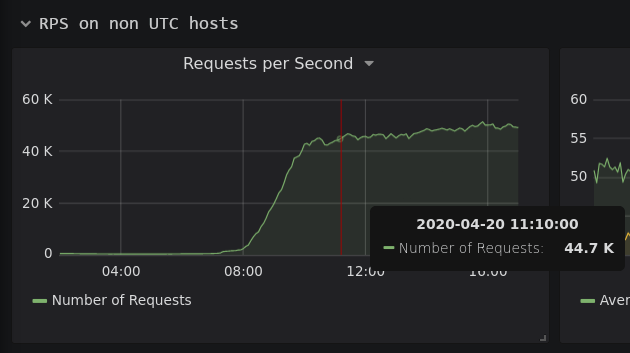 RPS on non UTC hosts
Requests per Second
60 K
40 K
20 K
0
04:00
08:00
12:00
16:00
Number of Requests
2020-04-20 11:10:00
Number of Requests: 44.7 K
60
55
50
Aver